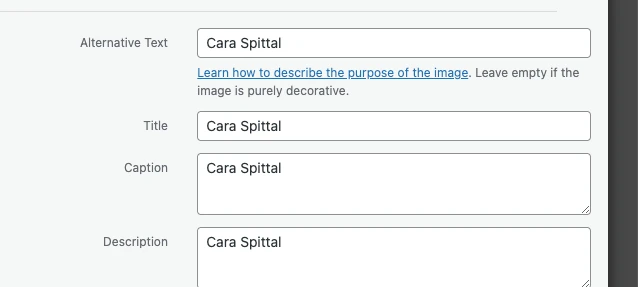 Alternative Text
Cara Spittal
Learn how to describe the purpose of the image. Leave empty if the
image is purely decorative.
Title
Cara Spittal
Caption
Cara Spittal
Description
Cara Spittal